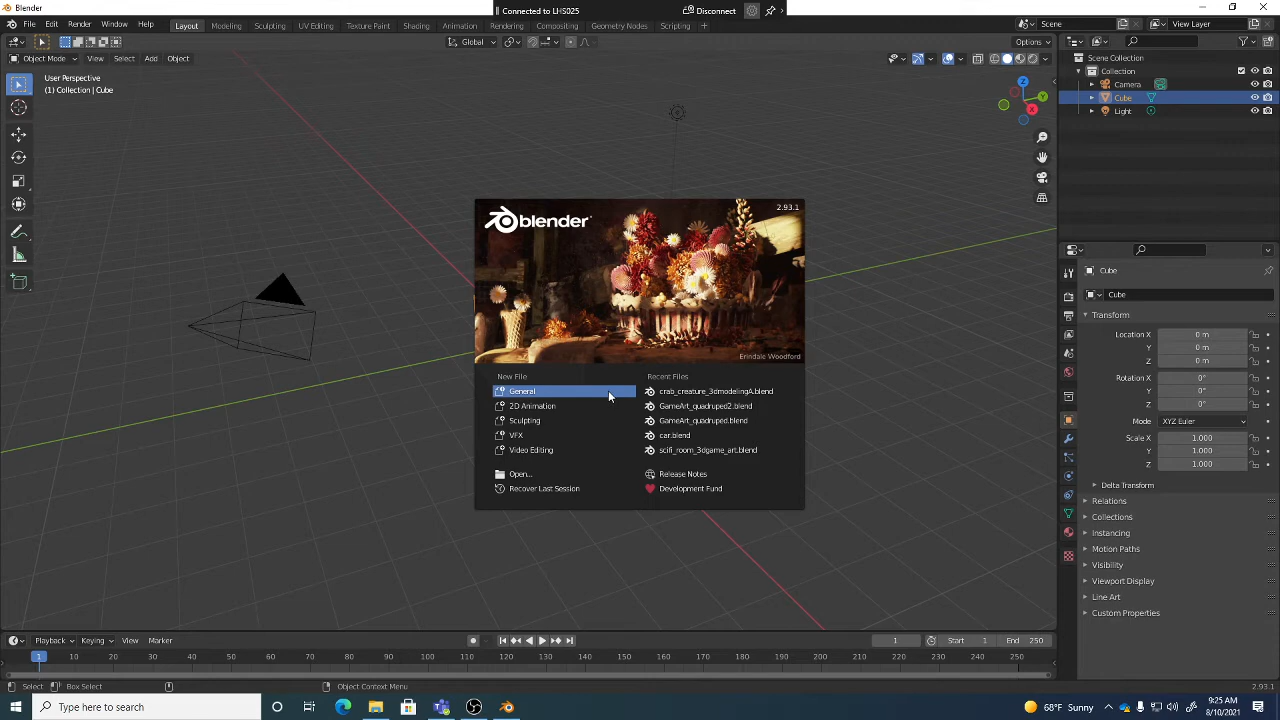 Blender
Connected to LHS025
Disconnect
File Edit Render Window Help
Layout Modeling Sculpting UV Editing Texture Paint Shading Animation Rendering Compositing Geometry Nodes Scripting
Scene
View Layer
Global
Options
Object Mode View Select Add Object
User Perspective
(1) Collection | Cube
Z
Y
X
Scene Collection
Collection
Camera
Cube
Light
blender
2.93.1
Erindale Woodford
New File
General
2D Animation
Sculpting
VFX
Video Editing
Open...
Recover Last Session
Recent Files
crab_creature_3dmodelingA.blend
GameArt_quadruped2.blend
GameArt_quadruped.blend
car.blend
scifi_room_3dgame_art.blend
Release Notes
Development Fund
Cube
Cube
Transform
Location X 0 m
Y 0 m
Z 0 m
Rotation X 0°
Y 0°
Z 0°
Mode XYZ Euler
Scale X 1.000
Y 1.000
Z 1.000
Delta Transform
Relations
Collections
Instancing
Motion Paths
Visibility
Viewport Display
Line Art
Custom Properties
Playback Keying View Marker
1 Start 1 End 250
1 10 20 30 40 50 60 70 80 90 100 110 120 130 140 150 160 170 180 190 200 210 220 230 240 250
Select Box Select Object Context Menu 2.93.1
Type here to search
68°F Sunny
9:25 AM
8/10/2021